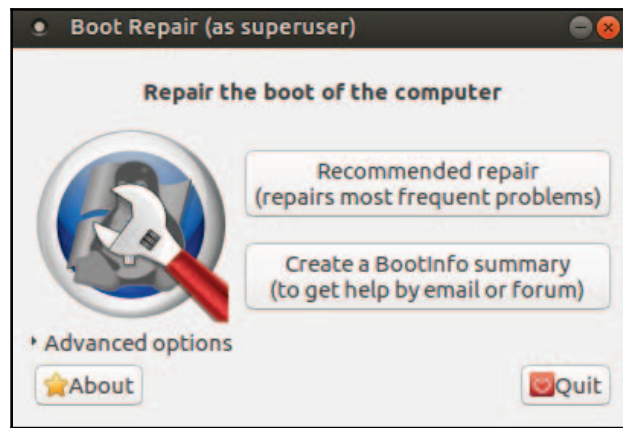 Boot Repair (as superuser)
Repair the boot of the computer
Recommended repair
(repairs most frequent problems)
Create a BootInfo summary
(to get help by email or forum)
Advanced options
About
Quit